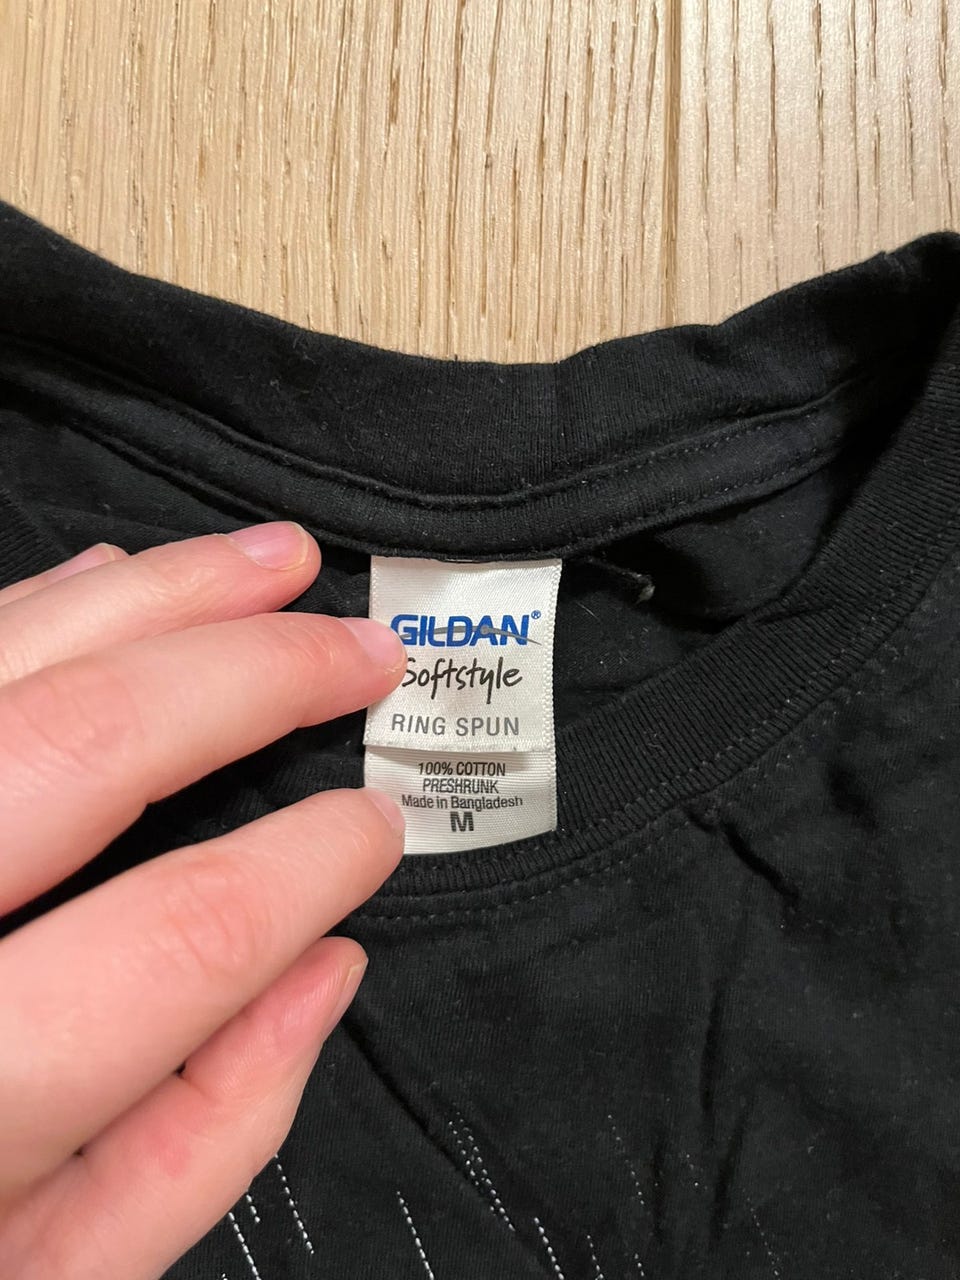 GILDAN®
Softstyle
RING SPUN
100% COTTON
PRESHRUNK
Made in Bangladesh
M